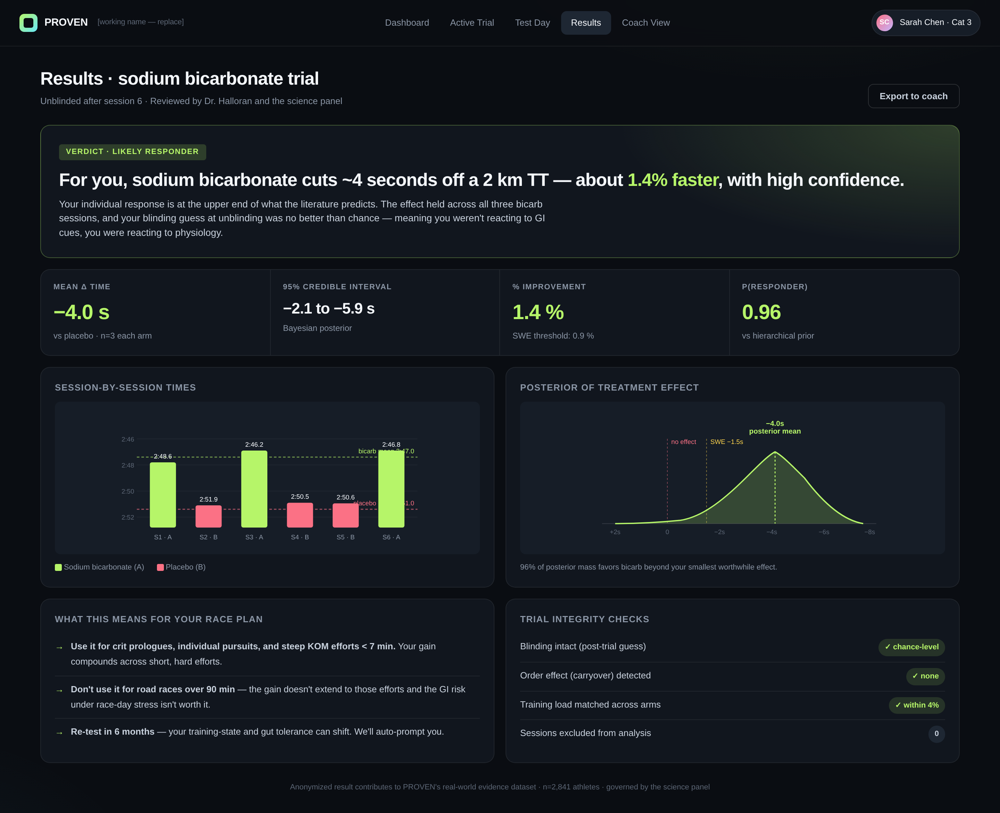 PROVEN [working name — replace]
Dashboard Active Trial Test Day Results Coach View
SC Sarah Chen · Cat 3
Results · sodium bicarbonate trial
Unblinded after session 6 · Reviewed by Dr. Halloran and the science panel
Export to coach
VERDICT · LIKELY RESPONDER
For you, sodium bicarbonate cuts ~4 seconds off a 2 km TT — about 1.4% faster, with high confidence.
Your individual response is at the upper end of what the literature predicts. The effect held across all three bicarb
sessions, and your blinding guess at unblinding was no better than chance — meaning you weren't reacting to GI
cues, you were reacting to physiology.
MEAN Δ TIME
−4.0 s
vs placebo · n=3 each arm
95% CREDIBLE INTERVAL
−2.1 to −5.9 s
Bayesian posterior
% IMPROVEMENT
1.4 %
SWE threshold: 0.9 %
P(RESPONDER)
0.96
vs hierarchical prior
SESSION-BY-SESSION TIMES
2:46
2:48
2:50
2:52
2:48.6
2:51.9
2:46.2
2:50.5
2:50.6
2:46.8
bicarb
placebo
S1 · A
S2 · B
S3 · A
S4 · B
S5 · B
S6 · A
Sodium bicarbonate (A) Placebo (B)
POSTERIOR OF TREATMENT EFFECT
−4.0s
posterior mean
no effect
SWE −1.5s
+2s
0
−2s
−4s
−6s
−8s
96% of posterior mass favors bicarb beyond your smallest worthwhile effect.
WHAT THIS MEANS FOR YOUR RACE PLAN
→ Use it for crit prologues, individual pursuits, and steep KOM efforts < 7 min. Your gain
compounds across short, hard efforts.
→ Don't use it for road races over 90 min — the gain doesn't extend to those efforts and the GI risk
under race-day stress isn't worth it.
→ Re-test in 6 months — your training-state and gut tolerance can shift. We'll auto-prompt you.
TRIAL INTEGRITY CHECKS
Blinding intact (post-trial guess) ✓ chance-level
Order effect (carryover) detected ✓ none
Training load matched across arms ✓ within 4%
Sessions excluded from analysis 0
Anonymized result contributes to PROVEN's real-world evidence dataset · n=2,841 athletes · governed by the science panel